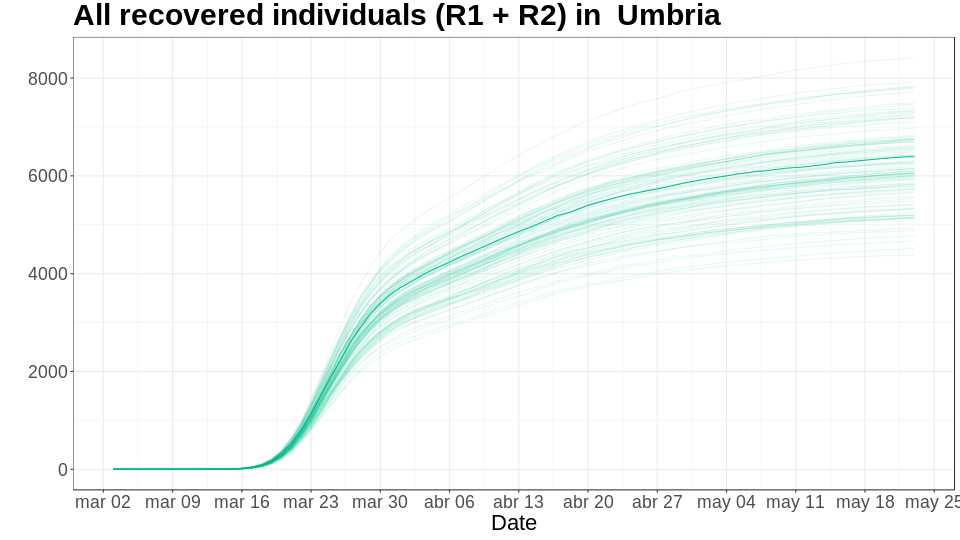 All recovered individuals (R1 + R2) in  Umbria
8000
6000
4000
2000
0
mar 02 mar 09 mar 16 mar 23 mar 30 abr 06 abr 13 abr 20 abr 27 may 04 may 11 may 18 may 25
Date